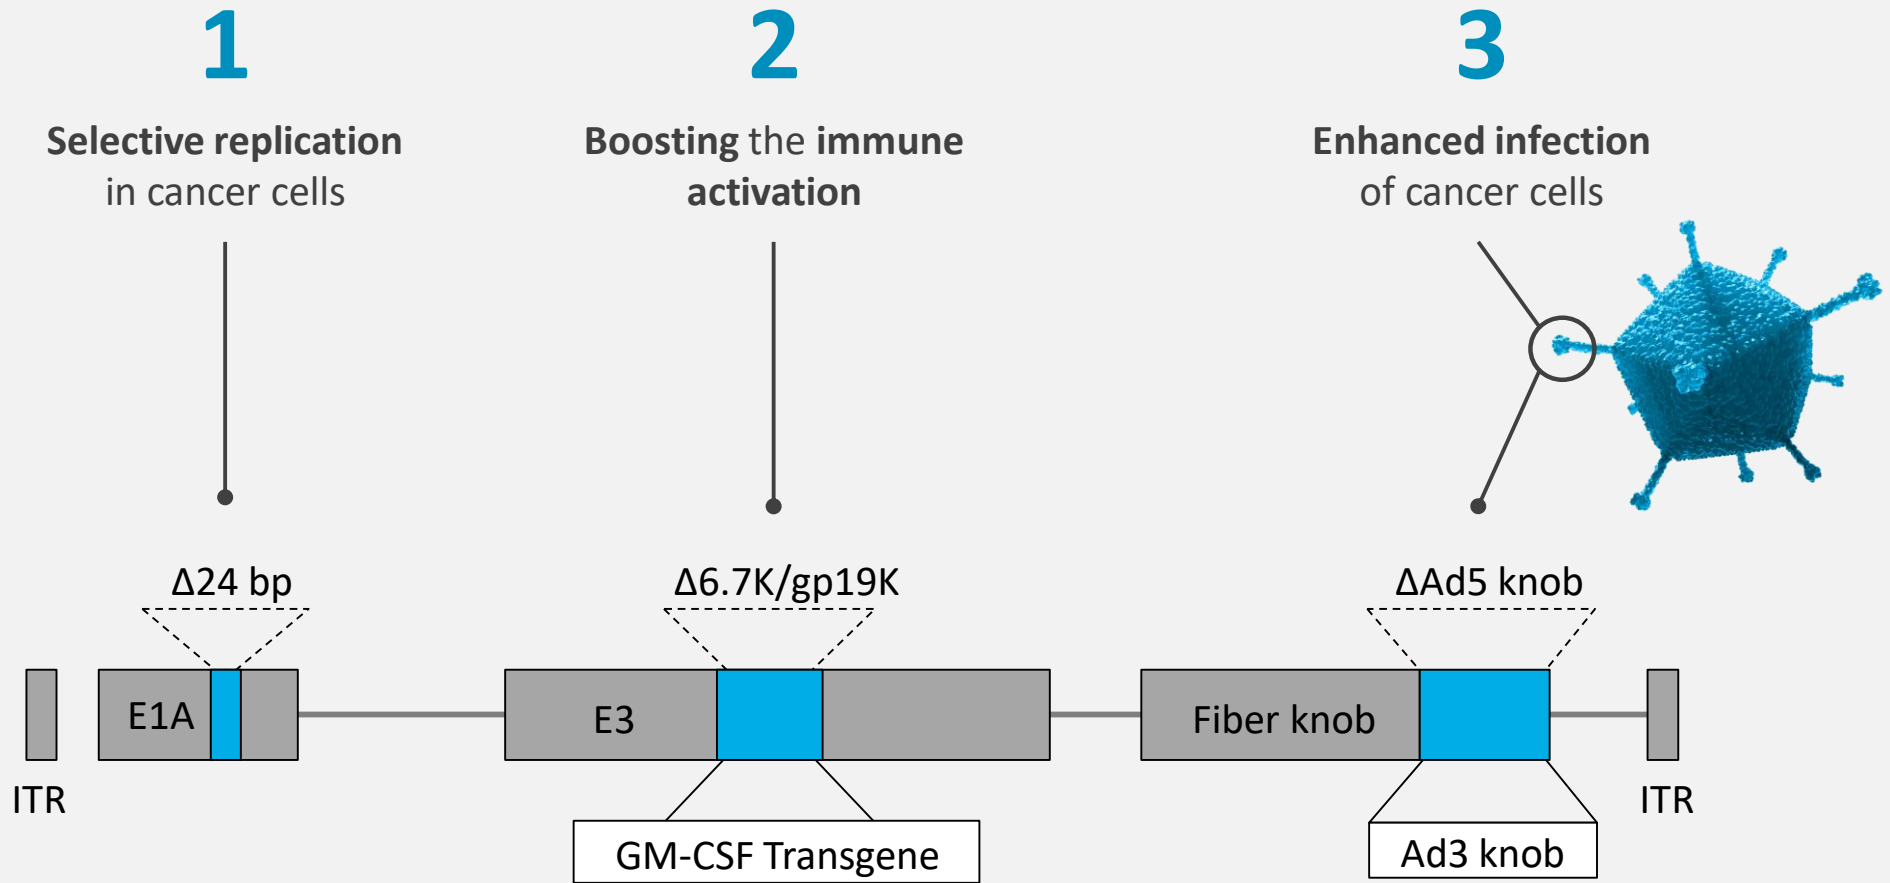 1
Selective replication
in cancer cells
2
Boosting the immune
activation
3
Enhanced infection
of cancer cells
Δ24 bp
Δ6.7K/gp19K
ΔAd5 knob
E1A
E3
Fiber knob
ITR
ITR
GM-CSF Transgene
Ad3 knob